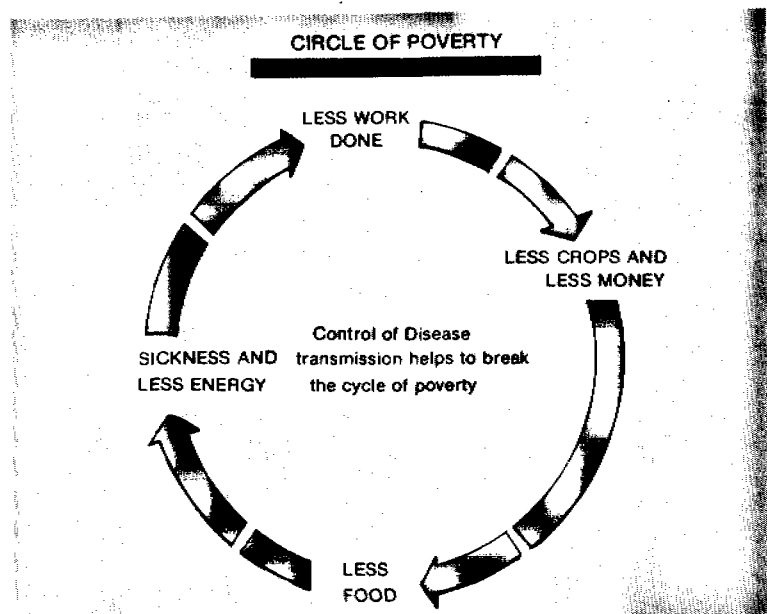 CIRCLE OF POVERTY
LESS WORK
DONE
LESS CROPS AND
LESS MONEY
SICKNESS AND
LESS ENERGY
Control of Disease
transmission helps to break
the cycle of poverty
LESS
FOOD